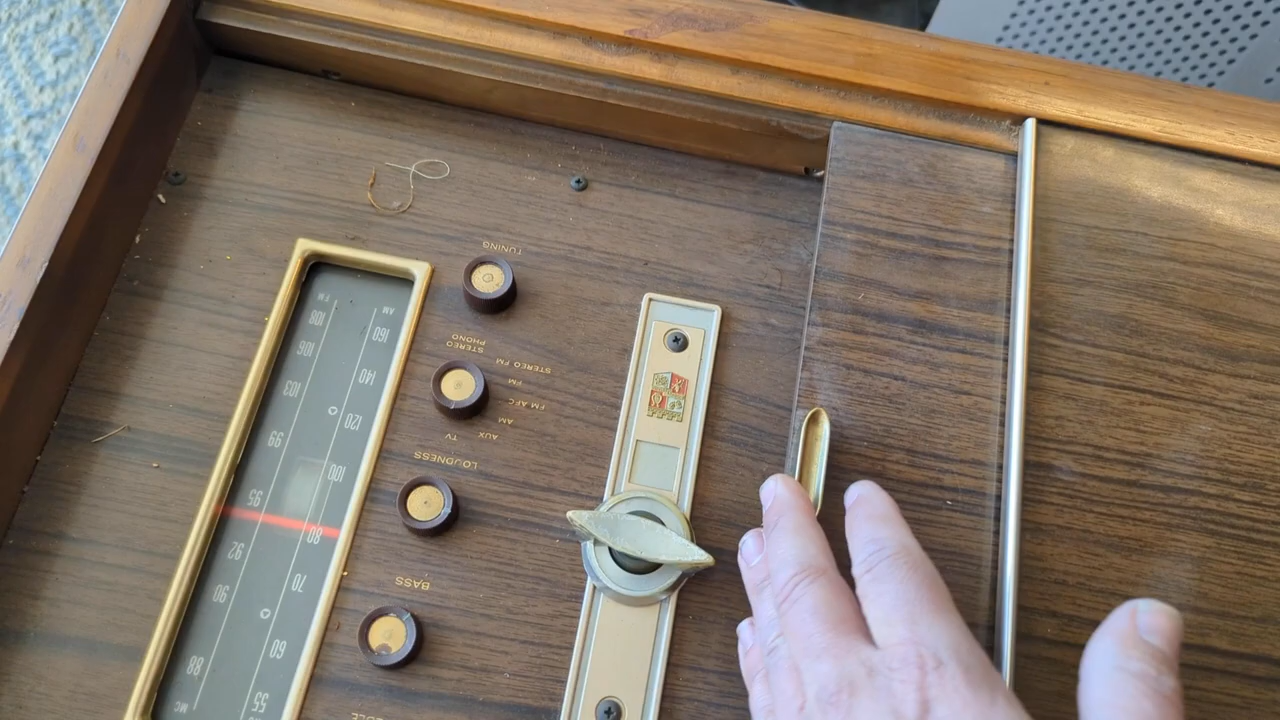 TUNING
STEREO
PHONO
STEREO FM
FM
FM AFC
AM
AUX
TV
LOUDNESS
BASS
FM
108
106
103
99
95
92
90
88
MC
AM
160
140
120
100
80
70
60
55